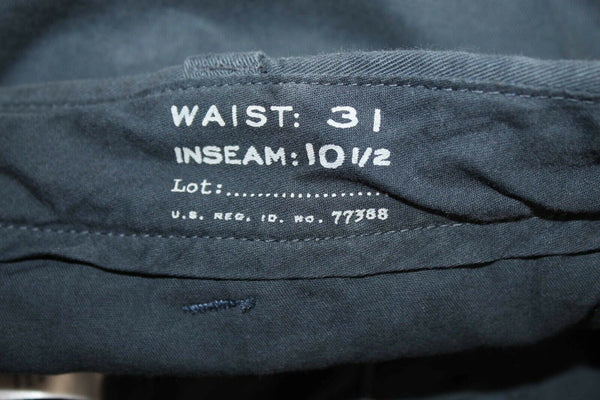 WAIST: 31
INSEAM: 10 1/2
Lot:......................
U.S. REG. ID. NO. 77388